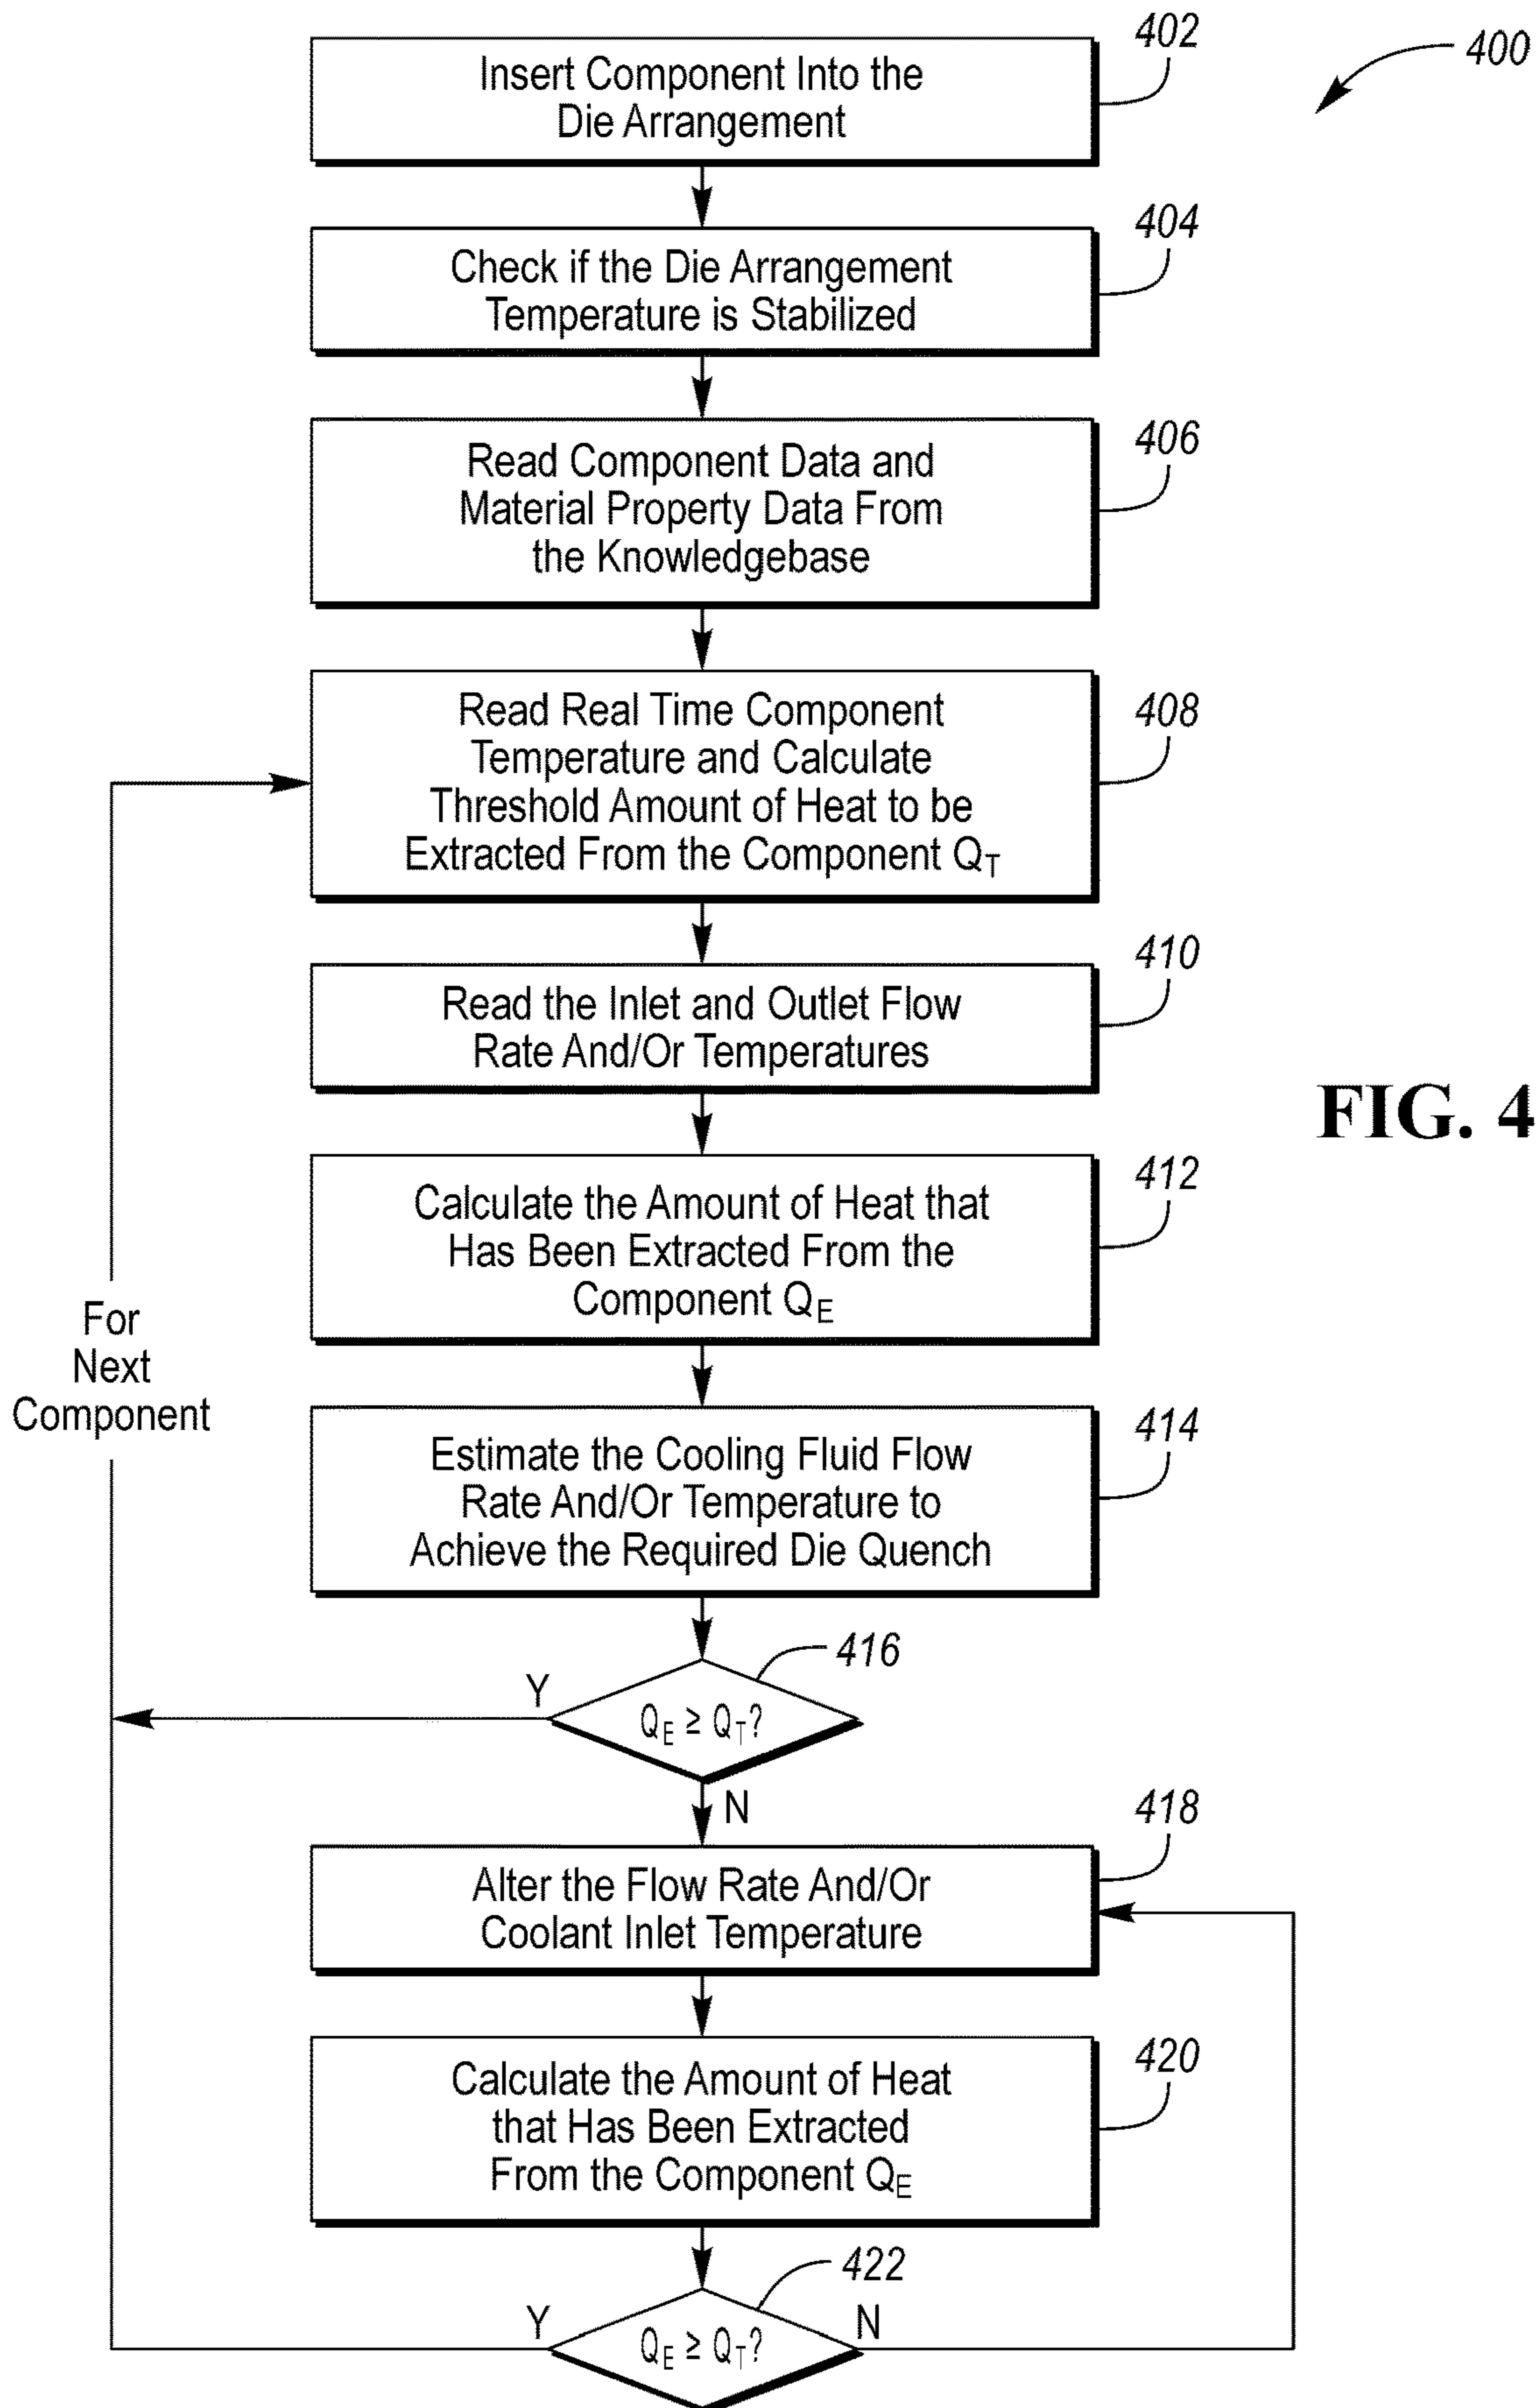 402
400
Insert Component Into the
Die Arrangement
404
Check if the Die Arrangement
Temperature is Stabilized
406
Read Component Data and
Material Property Data From
the Knowledgebase
408
Read Real Time Component
Temperature and Calculate
Threshold Amount of Heat to be
Extracted From the Component QT
410
Read the Inlet and Outlet Flow
Rate And/Or Temperatures
FIG. 4
412
Calculate the Amount of Heat that
Has Been Extracted From the
Component QE
For
Next
Component
414
Estimate the Cooling Fluid Flow
Rate And/Or Temperature to
Achieve the Required Die Quench
416
Y
QE ≥ QT?
N
418
Alter the Flow Rate And/Or
Coolant Inlet Temperature
420
Calculate the Amount of Heat
that Has Been Extracted
From the Component QE
422
Y
QE ≥ QT?
N